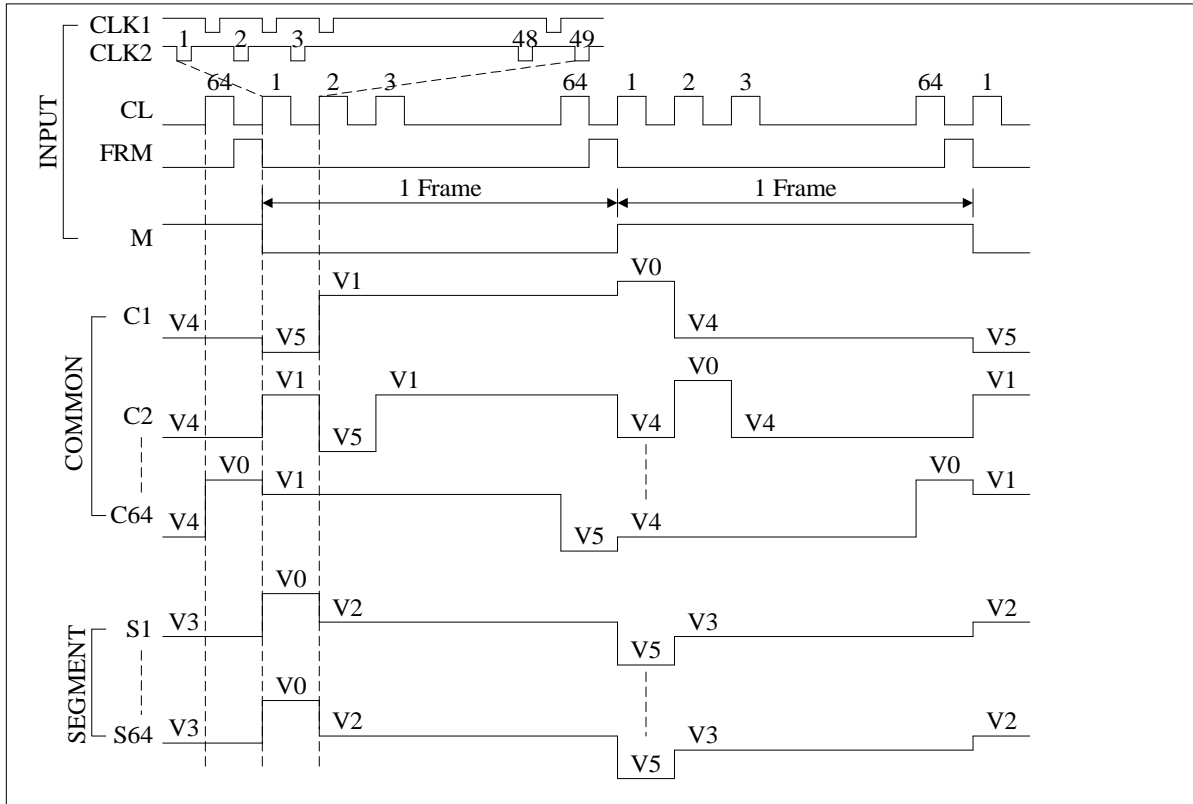 CLK1
CLK2 1 2 3 48 49
CL 64 1 2 3 64 1 2 3 64 1
FRM
1 Frame 1 Frame
M
INPUT
C1 V4 V5 V1 V0 V4 V5
C2 V4 V1 V5 V1 V4 V0 V4 V1
C64 V4 V0 V1 V5 V4 V0 V1
COMMON
S1 V3 V0 V2 V5 V3 V2
S64 V3 V0 V2 V5 V3 V2
SEGMENT